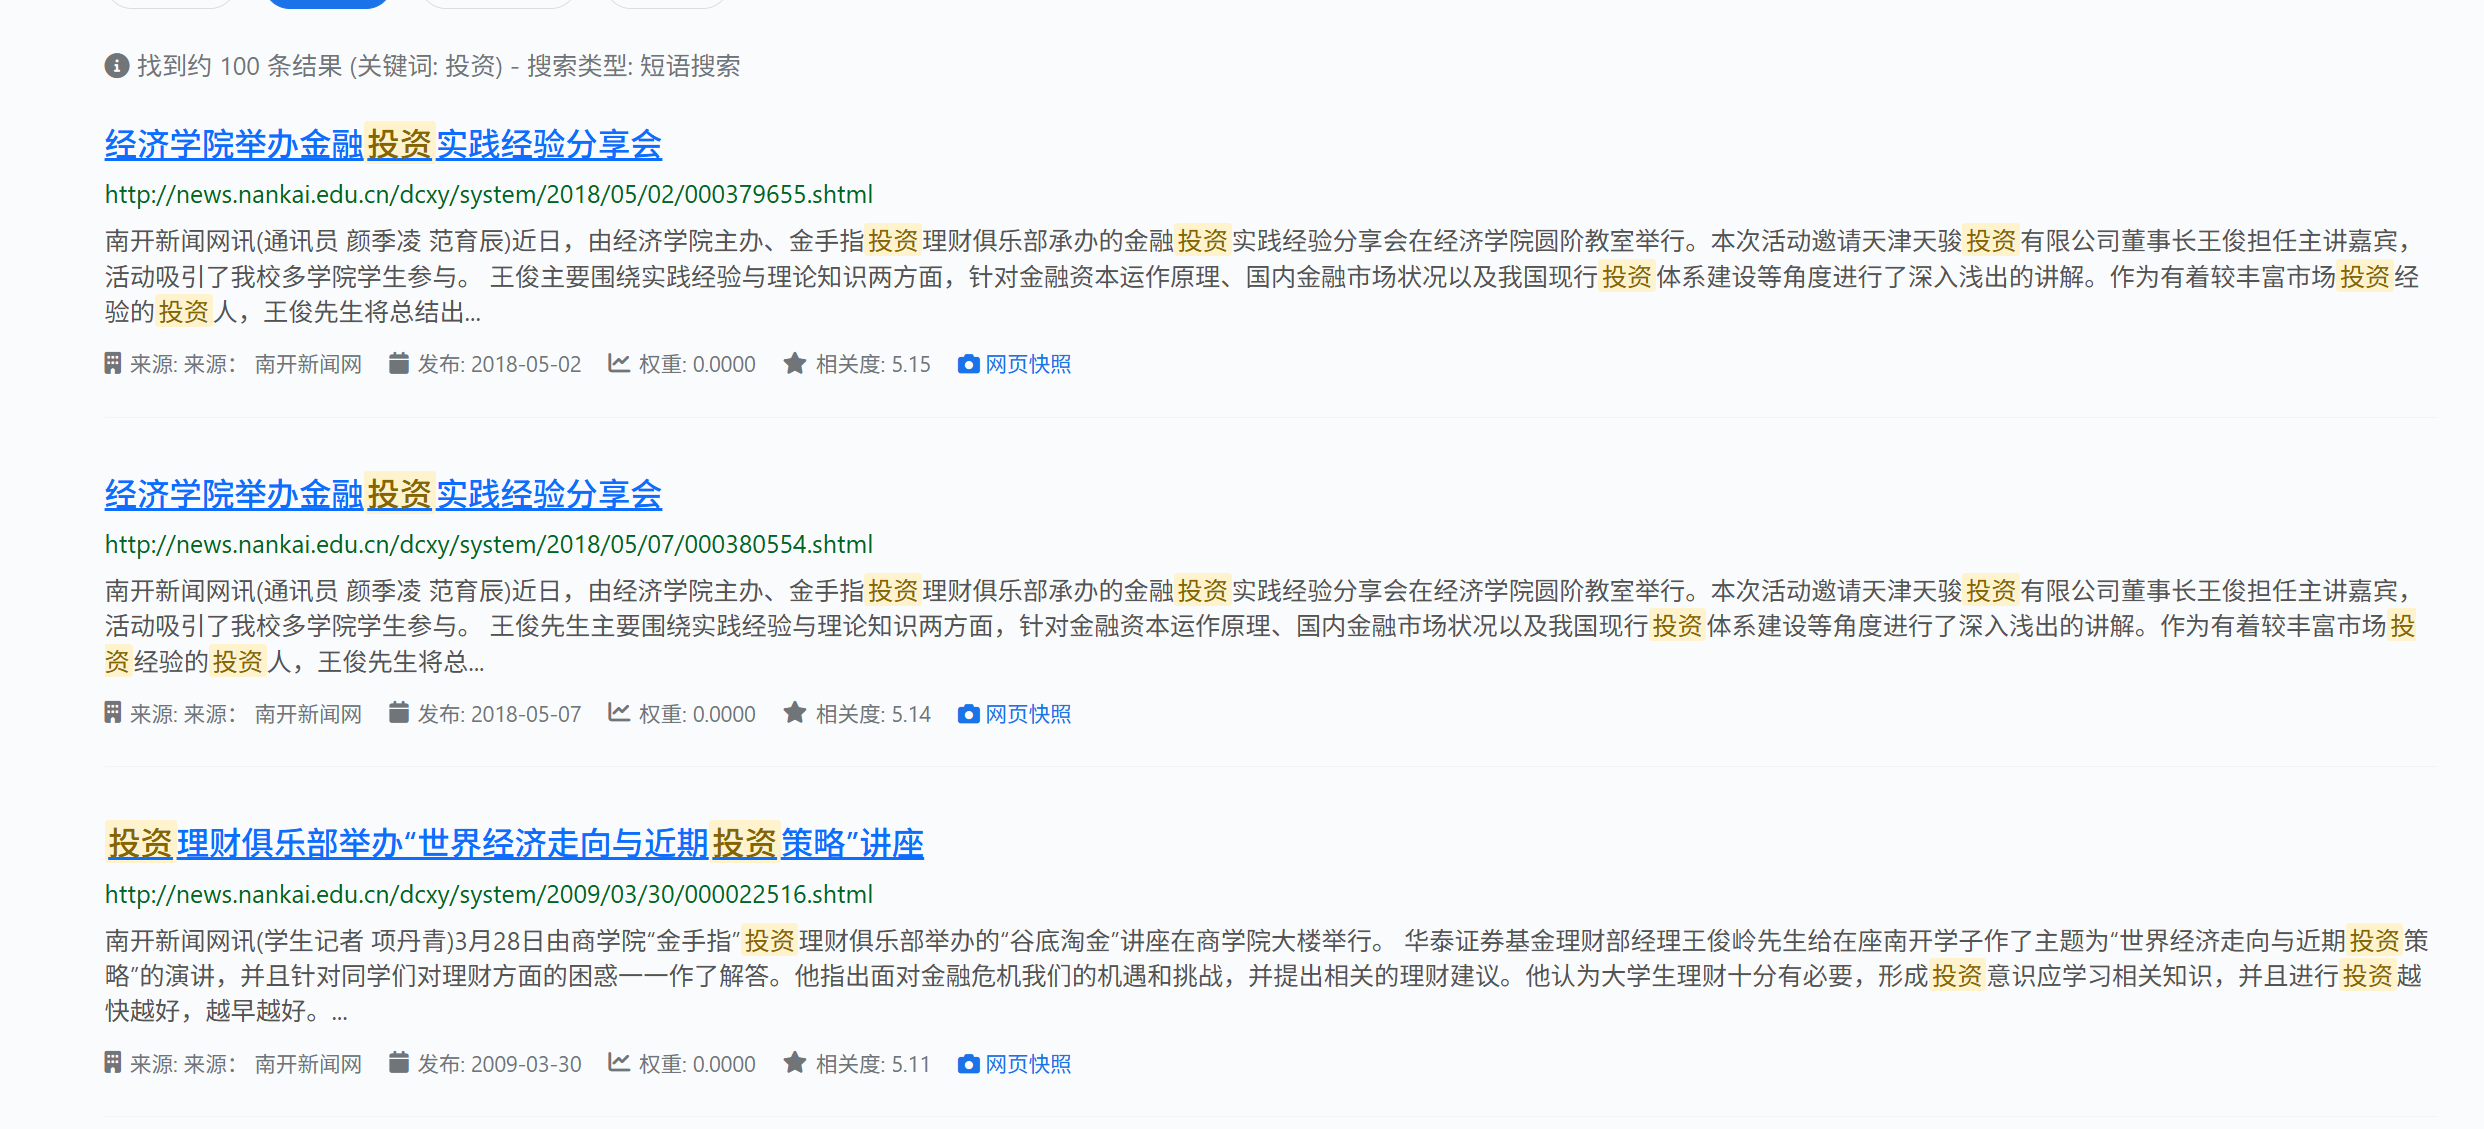 找到约 100 条结果 (关键词: 投资) - 搜索类型: 短语搜索
经济学院举办金融投资实践经验分享会
http://news.nankai.edu.cn/dcxy/system/2018/05/02/000379655.shtml
南开新闻网讯(通讯员 颜季凌 范育辰)近日，由经济学院主办、金手指投资理财俱乐部承办的金融投资实践经验分享会在经济学院圆阶教室举行。本次活动邀请天津天骏投资有限公司董事长王俊担任主讲嘉宾，
活动吸引了我校多学院学生参与。 王俊主要围绕实践经验与理论知识两方面，针对金融资本运作原理、国内金融市场状况以及我国现行投资体系建设等角度进行了深入浅出的讲解。作为有着较丰富市场投资经
验的投资人，王俊先生将总结出...
来源: 来源： 南开新闻网 发布: 2018-05-02 权重: 0.0000 相关度: 5.15 网页快照
经济学院举办金融投资实践经验分享会
http://news.nankai.edu.cn/dcxy/system/2018/05/07/000380554.shtml
南开新闻网讯(通讯员 颜季凌 范育辰)近日，由经济学院主办、金手指投资理财俱乐部承办的金融投资实践经验分享会在经济学院圆阶教室举行。本次活动邀请天津天骏投资有限公司董事长王俊担任主讲嘉宾，
活动吸引了我校多学院学生参与。 王俊先生主要围绕实践经验与理论知识两方面，针对金融资本运作原理、国内金融市场状况以及我国现行投资体系建设等角度进行了深入浅出的讲解。作为有着较丰富市场投
资经验的投资人，王俊先生将总...
来源: 来源： 南开新闻网 发布: 2018-05-07 权重: 0.0000 相关度: 5.14 网页快照
投资理财俱乐部举办“世界经济走向与近期投资策略”讲座
http://news.nankai.edu.cn/dcxy/system/2009/03/30/000022516.shtml
南开新闻网讯(学生记者 项丹青)3月28日由商学院“金手指”投资理财俱乐部举办的“谷底淘金”讲座在商学院大楼举行。 华泰证券基金理财部经理王俊岭先生给在座南开学子作了主题为“世界经济走向与近期投资策
略”的演讲，并且针对同学们对理财方面的困惑一一作了解答。他指出面对金融危机我们的机遇和挑战，并提出相关的理财建议。他认为大学生理财十分有必要，形成投资意识应学习相关知识，并且进行投资越
快越好，越早越好。...
来源: 来源： 南开新闻网 发布: 2009-03-30 权重: 0.0000 相关度: 5.11 网页快照